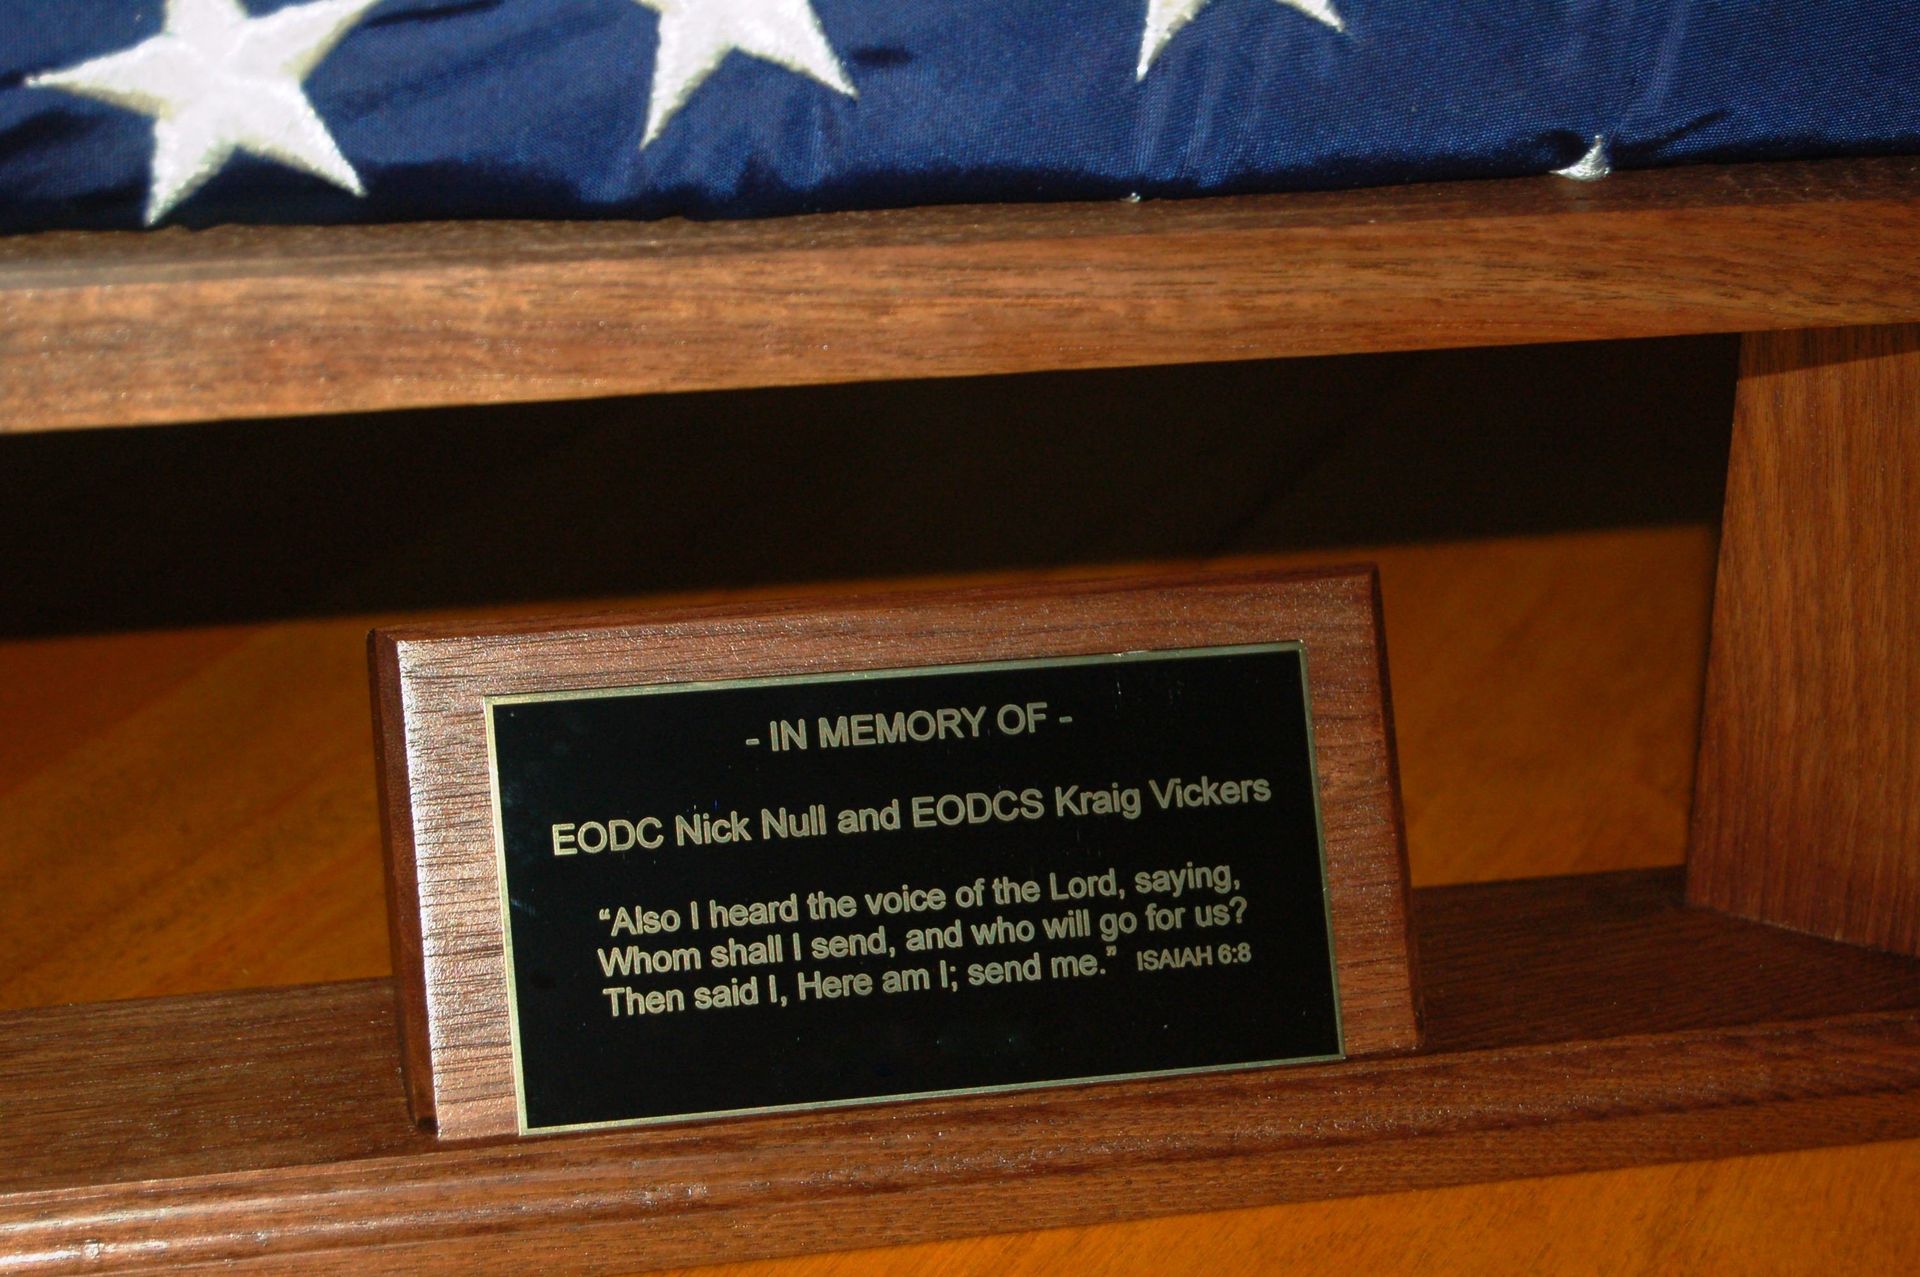 - IN MEMORY OF -
EODC Nick Null and EODCS Kraig Vickers
“Also I heard the voice of the Lord, saying,
Whom shall I send, and who will go for us?
Then said I, Here am I; send me.” ISAIAH 6:8